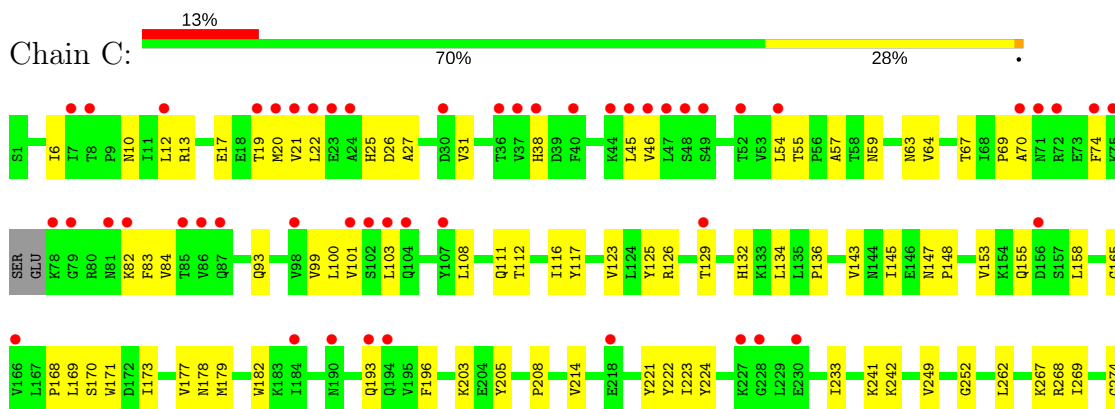 13%
Chain C:
70% 28% •
S1 I6 I7 T8 P9 N10 I11 L12 R13 E17 E18 T19 M20 V21 L22 E23 A24 H25 D26 A27 D30 V31 T36 V37 H38 D39 F40 K44 L45 V46 L47 S48 S49 T52 V53 L54 T55 P56 A57 T58 N59 N63 V64 T67 I68 P69 A70 N71 R72 E73 F74 K75
SER GLU K78 G79 R80 N81 K82 F83 V84 T85 V86 Q87 Q93 V98 V99 L100 V101 S102 L103 Q104 Y107 L108 Q111 T112 I116 Y117 V123 L124 Y125 R126 T129 H132 K133 L134 L135 P136 V143 N144 I145 E146 N147 P148 V153 K154 Q155 D156 S157 L158
V166 L167 P168 L169 S170 W171 D172 I173 V177 N178 M179 W182 K183 I184 N190 Q193 Q194 V195 F196 K203 E204 Y205 P208 V214 E218 Y221 Y222 I223 Y224 K227 G228 L229 E230 I233 K241 K242 V249 G252 L262 K267 R268 I269